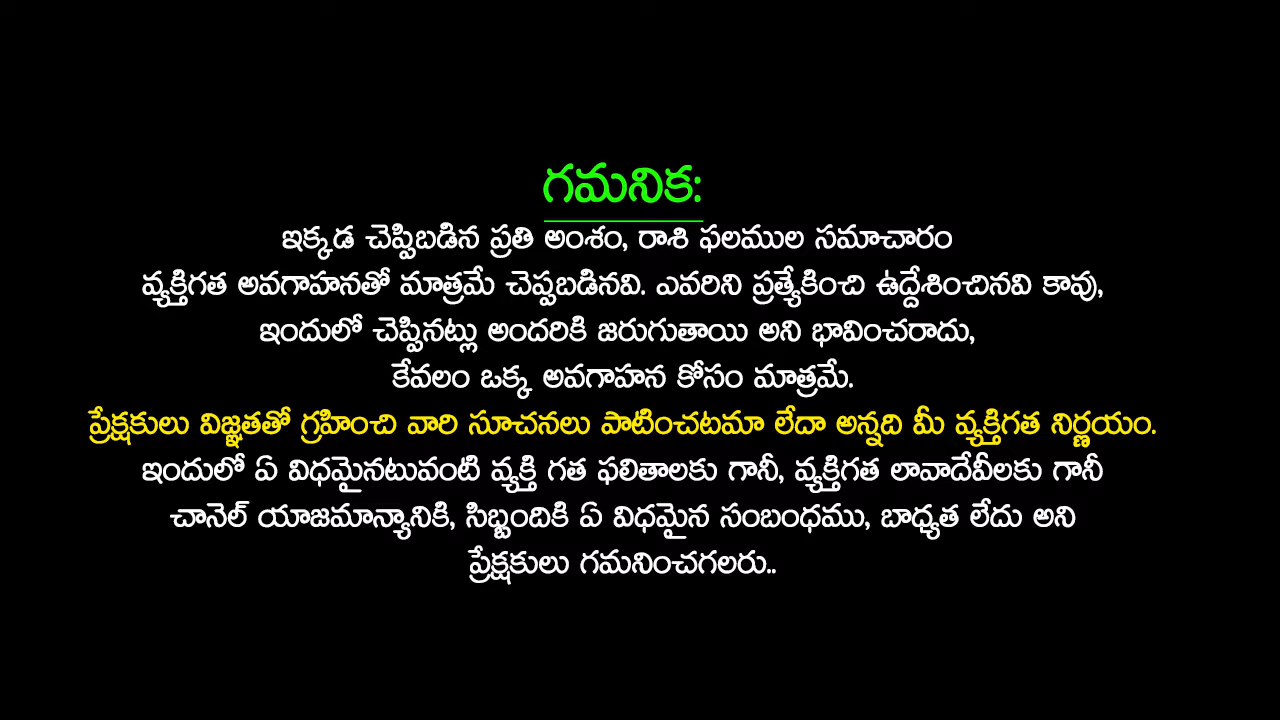 గమనిక:
ఇక్కడ చెప్పిబడిన ప్రతి అంశం, రాశి ఫలముల సమాచారం
వ్యక్తిగత అవగాహనతో మాత్రమే చెప్పబడినవి. ఎవరిని ప్రత్యేకించి ఉద్దేశించినవి కావు,
ఇందులో చెప్పినట్లు అందరికి జరుగుతాయి అని భావించరాదు,
కేవలం ఒక్క అవగాహన కోసం మాత్రమే.
ప్రేక్షకులు విజ్ఞతతో గ్రహించి వారి సూచనలు పాటించటమా లేదా అన్నది మీ వ్యక్తిగత నిర్ణయం.
ఇందులో ఏ విధమైనటువంటి వ్యక్తి గత ఫలితాలకు గానీ, వ్యక్తిగత లావాదేవీలకు గానీ
చానెల్ యాజమాన్యానికి, సిబ్బందికి ఏ విధమైన సంబంధము, బాధ్యత లేదు అని
ప్రేక్షకులు గమనించగలరు..